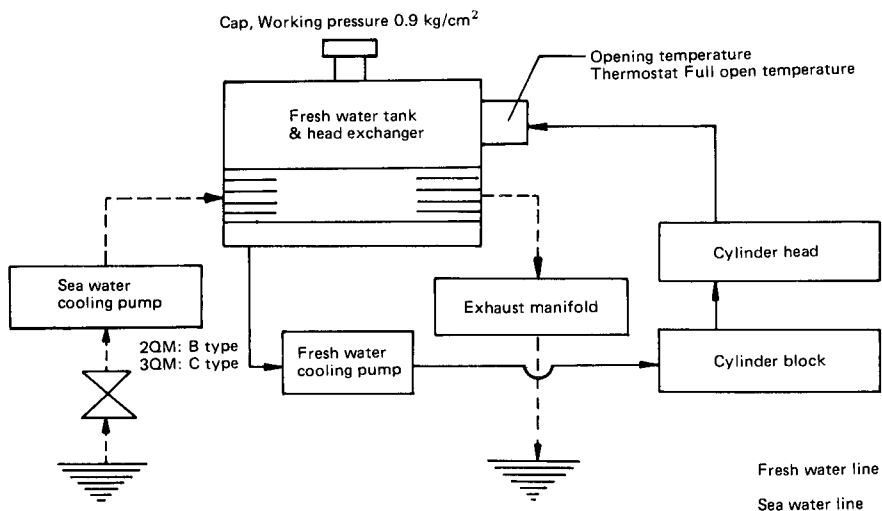 Cap, Working pressure 0.9 kg/cm²
Opening temperature
Thermostat Full open temperature
Fresh water tank
& head exchanger
Cylinder head
Sea water
cooling pump
Exhaust manifold
2QM: B type
3QM: C type
Fresh water
cooling pump
Cylinder block
Fresh water line
Sea water line